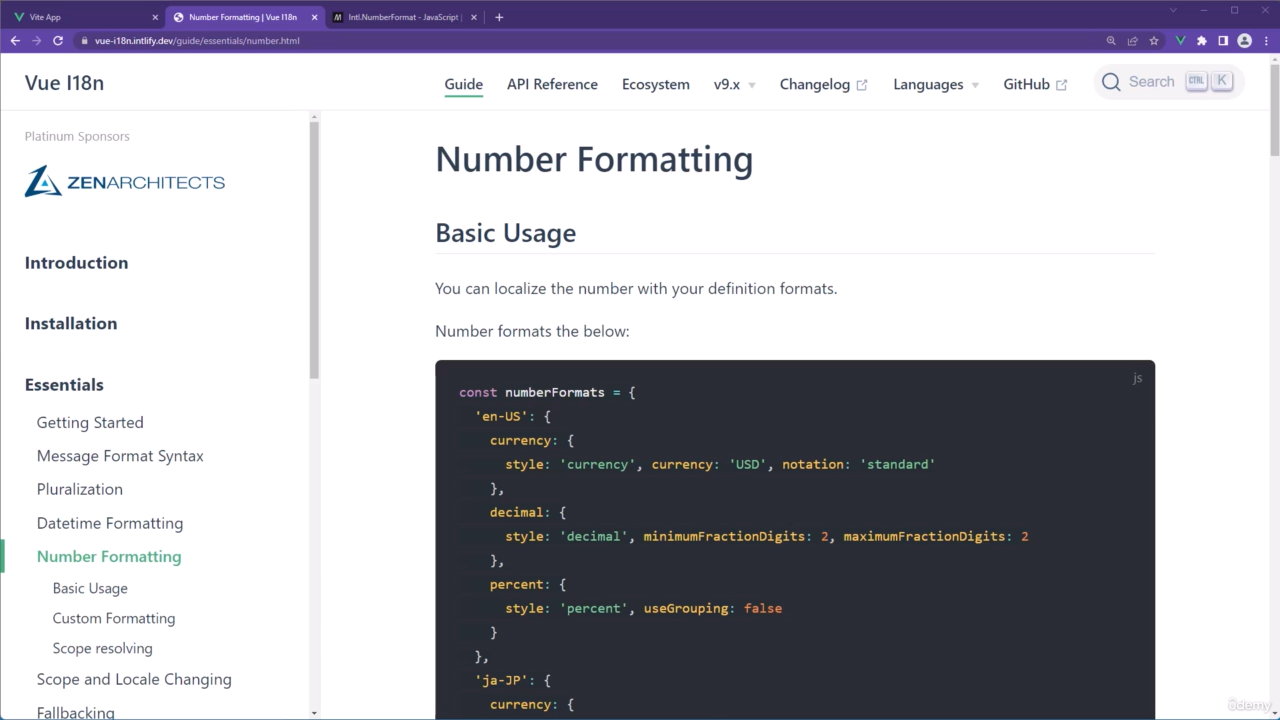 Vite App
Number Formatting | Vue I18n
Intl.NumberFormat - JavaScript |
vue-i18n.intlify.dev/guide/essentials/number.html
Vue I18n
Guide
API Reference
Ecosystem
v9.x
Changelog
Languages
GitHub
Search
CTRL
K
Platinum Sponsors
ZENARCHITECTS
Introduction
Installation
Essentials
Getting Started
Message Format Syntax
Pluralization
Datetime Formatting
Number Formatting
Basic Usage
Custom Formatting
Scope resolving
Scope and Locale Changing
Fallbacking
Number Formatting
Basic Usage
You can localize the number with your definition formats.
Number formats the below:
js
const numberFormats = {
'en-US': {
currency: {
style: 'currency', currency: 'USD', notation: 'standard'
},
decimal: {
style: 'decimal', minimumFractionDigits: 2, maximumFractionDigits: 2
},
percent: {
style: 'percent', useGrouping: false
}
},
'ja-JP': {
currency: {
ûdemy